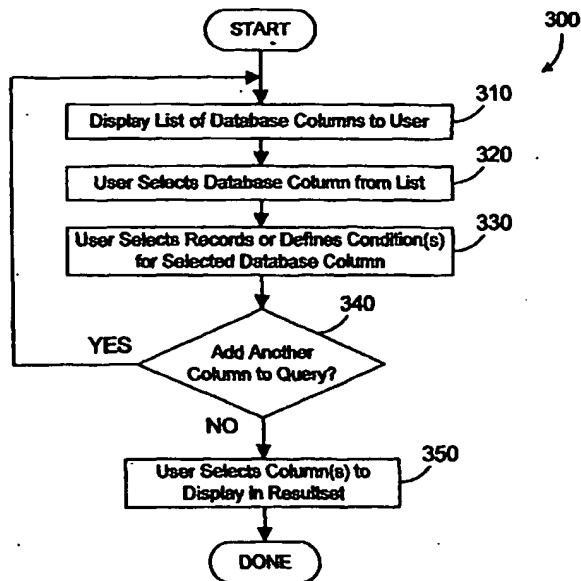 START
300
310
Display List of Database Columns to User
320
User Selects Database Column from List
330
User Selects Records or Defines Condition(s)
for Selected Database Column
340
YES
Add Another
Column to Query?
NO
350
User Selects Column(s) to
Display in Resultset
DONE